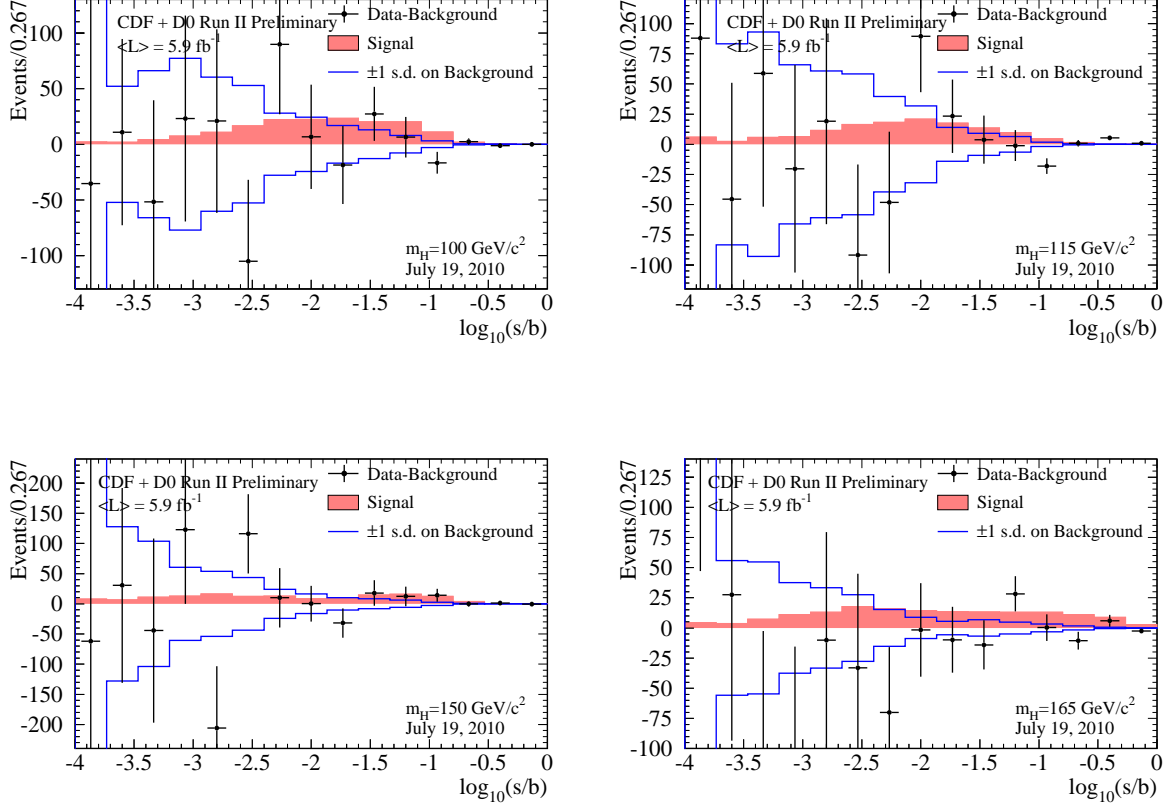 CDF + D0 Run II Preliminary
<L> = 5.9 fb⁻¹
Data-Background
Signal
±1 s.d. on Background
Events/0.267
100
50
0
-50
-100
m_H=100 GeV/c²
July 19, 2010
-4 -3.5 -3 -2.5 -2 -1.5 -1 -0.5 0
log₁₀(s/b)
CDF + D0 Run II Preliminary
<L> = 5.9 fb⁻¹
Data-Background
Signal
±1 s.d. on Background
Events/0.267
100
75
50
25
0
-25
-50
-75
-100
m_H=115 GeV/c²
July 19, 2010
-4 -3.5 -3 -2.5 -2 -1.5 -1 -0.5 0
log₁₀(s/b)
CDF + D0 Run II Preliminary
<L> = 5.9 fb⁻¹
Data-Background
Signal
±1 s.d. on Background
Events/0.267
200
150
100
50
0
-50
-100
-150
-200
m_H=150 GeV/c²
July 19, 2010
-4 -3.5 -3 -2.5 -2 -1.5 -1 -0.5 0
log₁₀(s/b)
CDF + D0 Run II Preliminary
<L> = 5.9 fb⁻¹
Data-Background
Signal
±1 s.d. on Background
Events/0.267
125
100
75
50
25
0
-25
-50
-75
-100
m_H=165 GeV/c²
July 19, 2010
-4 -3.5 -3 -2.5 -2 -1.5 -1 -0.5 0
log₁₀(s/b)